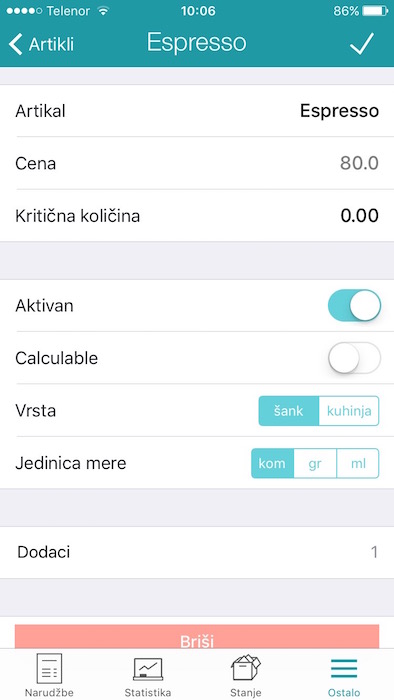 Telenor 10:06 86%
Artikli Espresso
Artikal Espresso
Cena 80.0
Kritična količina 0.00
Aktivan
Calculable
Vrsta šank kuhinja
Jedinica mere kom gr ml
Dodaci 1
Briši
Narudžbe Statistika Stanje Ostalo